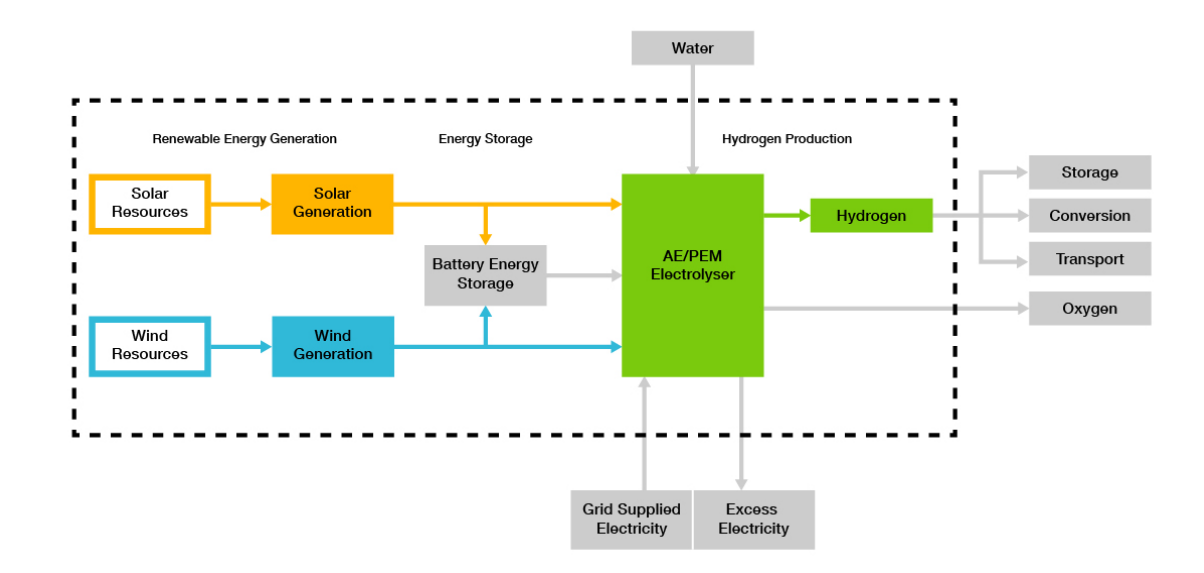 Water
Renewable Energy Generation
Energy Storage
Hydrogen Production
Solar
Resources
Solar
Generation
Battery Energy
Storage
Wind
Resources
Wind
Generation
AE/PEM
Electrolyser
Hydrogen
Storage
Conversion
Transport
Oxygen
Grid Supplied
Electricity
Excess
Electricity